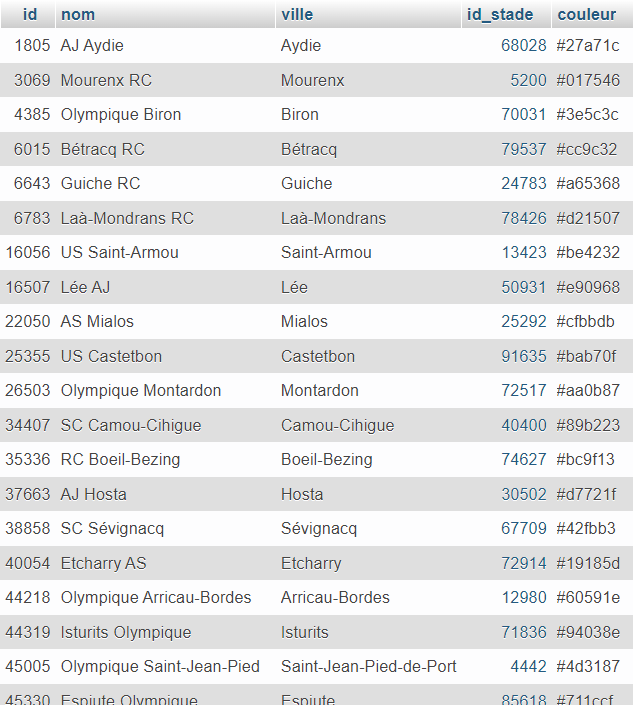 id nom ville id_stade couleur
1805 AJ Aydie Aydie 68028 #27a71c
3069 Mourenx RC Mourenx 5200 #017546
4385 Olympique Biron Biron 70031 #3e5c3c
6015 Bétracq RC Bétracq 79537 #cc9c32
6643 Guiche RC Guiche 24783 #a65368
6783 Laà-Mondrans RC Laà-Mondrans 78426 #d21507
16056 US Saint-Armou Saint-Armou 13423 #be4232
16507 Lée AJ Lée 50931 #e90968
22050 AS Mialos Mialos 25292 #cfbbdb
25355 US Castetbon Castetbon 91635 #bab70f
26503 Olympique Montardon Montardon 72517 #aa0b87
34407 SC Camou-Cihigue Camou-Cihigue 40400 #89b223
35336 RC Boeil-Bezing Boeil-Bezing 74627 #bc9f13
37663 AJ Hosta Hosta 30502 #d7721f
38858 SC Sévignacq Sévignacq 67709 #42fbb3
40054 Etcharry AS Etcharry 72914 #19185d
44218 Olympique Arricau-Bordes Arricau-Bordes 12980 #60591e
44319 Isturits Olympique Isturits 71836 #94038e
45005 Olympique Saint-Jean-Pied Saint-Jean-Pied-de-Port 4442 #4d3187
45330 Espiute Olympique Espiute 85618 #711ccf